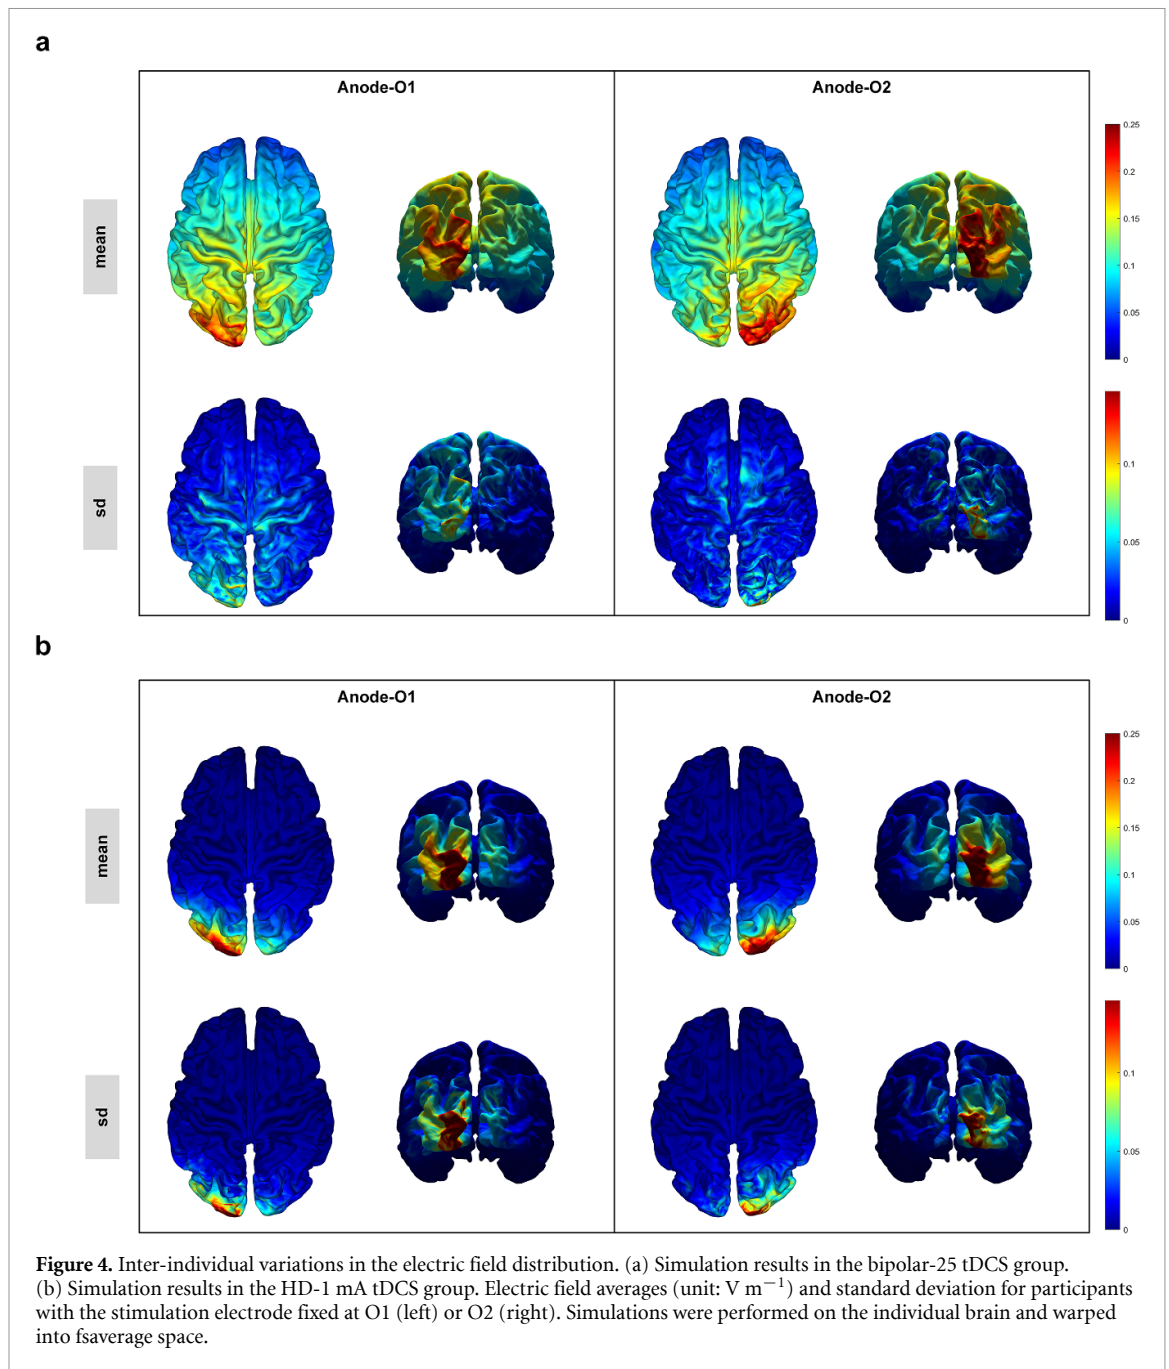 a
Anode-O1
Anode-O2
mean
0.25
0.2
0.15
0.1
0.05
0
sd
0.1
0.05
0
b
Anode-O1
Anode-O2
mean
0.25
0.2
0.15
0.1
0.05
0
sd
0.1
0.05
0
Figure 4. Inter-individual variations in the electric field distribution. (a) Simulation results in the bipolar-25 tDCS group.
(b) Simulation results in the HD-1 mA tDCS group. Electric field averages (unit: V m⁻¹) and standard deviation for participants
with the stimulation electrode fixed at O1 (left) or O2 (right). Simulations were performed on the individual brain and warped
into fsaverage space.